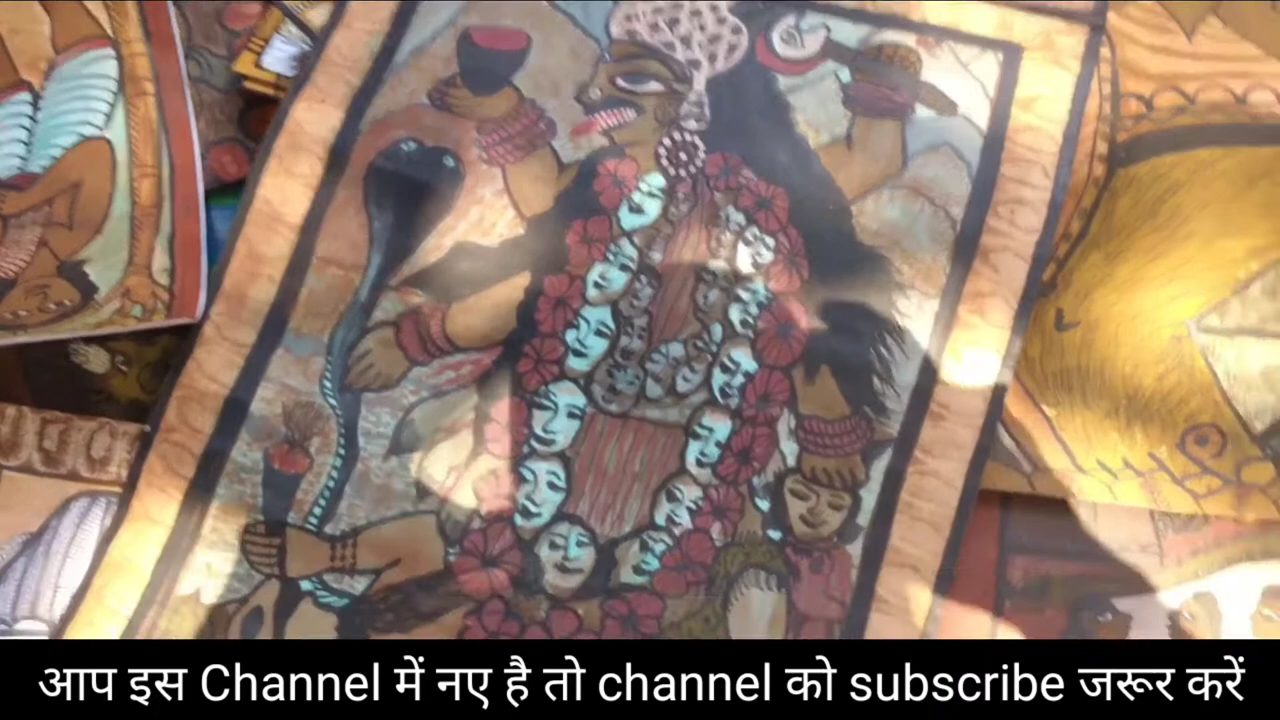 आप इस Channel में नए है तो channel को subscribe जरूर करें